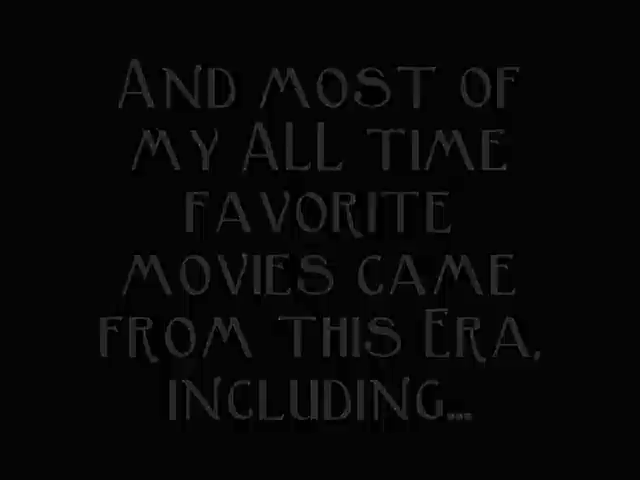 And most of
my All time
favorite
movies came
from this Era,
including...